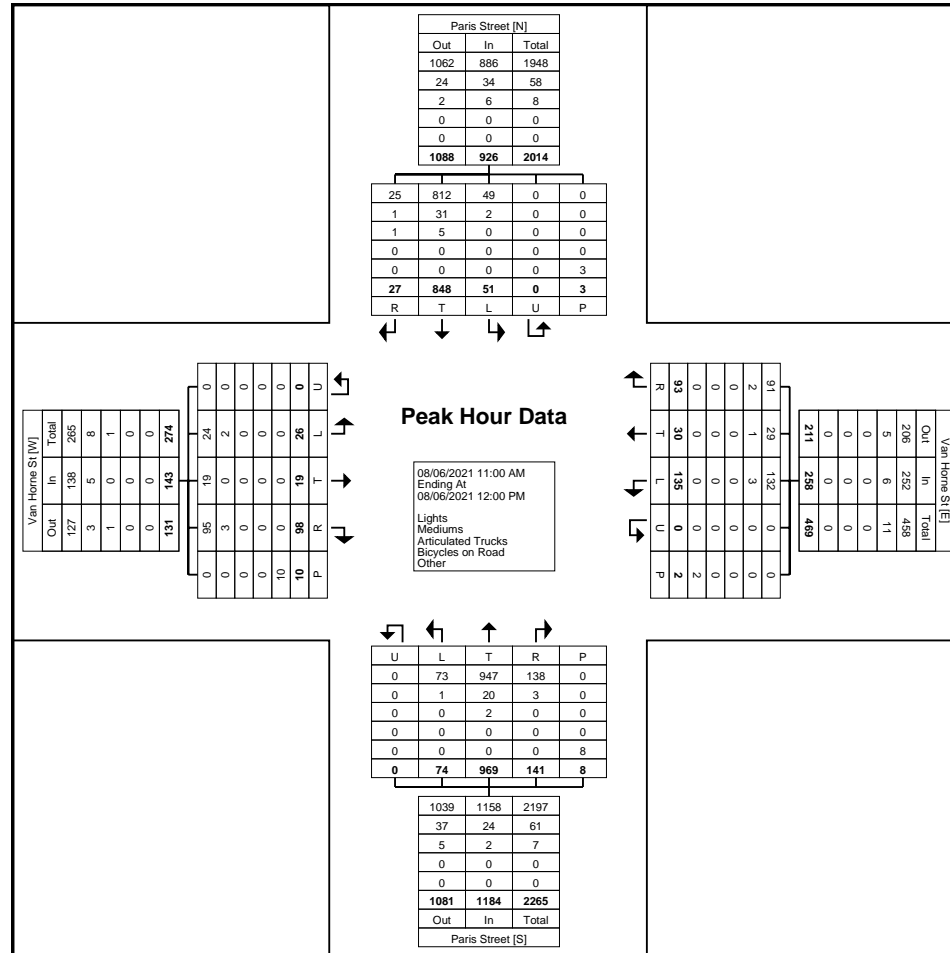 Paris Street [N]
Out In Total
1062 886 1948
24 34 58
2 6 8
0 0 0
0 0 0
1088 926 2014
25 812 49 0 0
1 31 2 0 0
1 5 0 0 0
0 0 0 0 0
0 0 0 0 3
27 848 51 0 3
R T L U P
Van Horne St [W]
Total 265 8 1 0 0 274
In 138 5 0 0 0 143
Out 127 3 1 0 0 131
0 0 0 0 0 0 U
24 2 0 0 0 26 L
19 0 0 0 0 19 T
95 3 0 0 0 98 R
0 0 0 0 10 10 P
Peak Hour Data
08/06/2021 11:00 AM
Ending At
08/06/2021 12:00 PM
Lights
Mediums
Articulated Trucks
Bicycles on Road
Other
R 93 0 0 0 2 91
T 30 0 0 0 1 29
L 135 0 0 0 3 132
U 0 0 0 0 0 0
P 2 2 0 0 0 0
211 0 0 0 5 206 Out
258 0 0 0 6 252 In
469 0 0 0 11 458 Total
Van Horne St [E]
U L T R P
0 73 947 138 0
0 1 20 3 0
0 0 2 0 0
0 0 0 0 0
0 0 0 0 8
0 74 969 141 8
1039 1158 2197
37 24 61
5 2 7
0 0 0
0 0 0
1081 1184 2265
Out In Total
Paris Street [S]